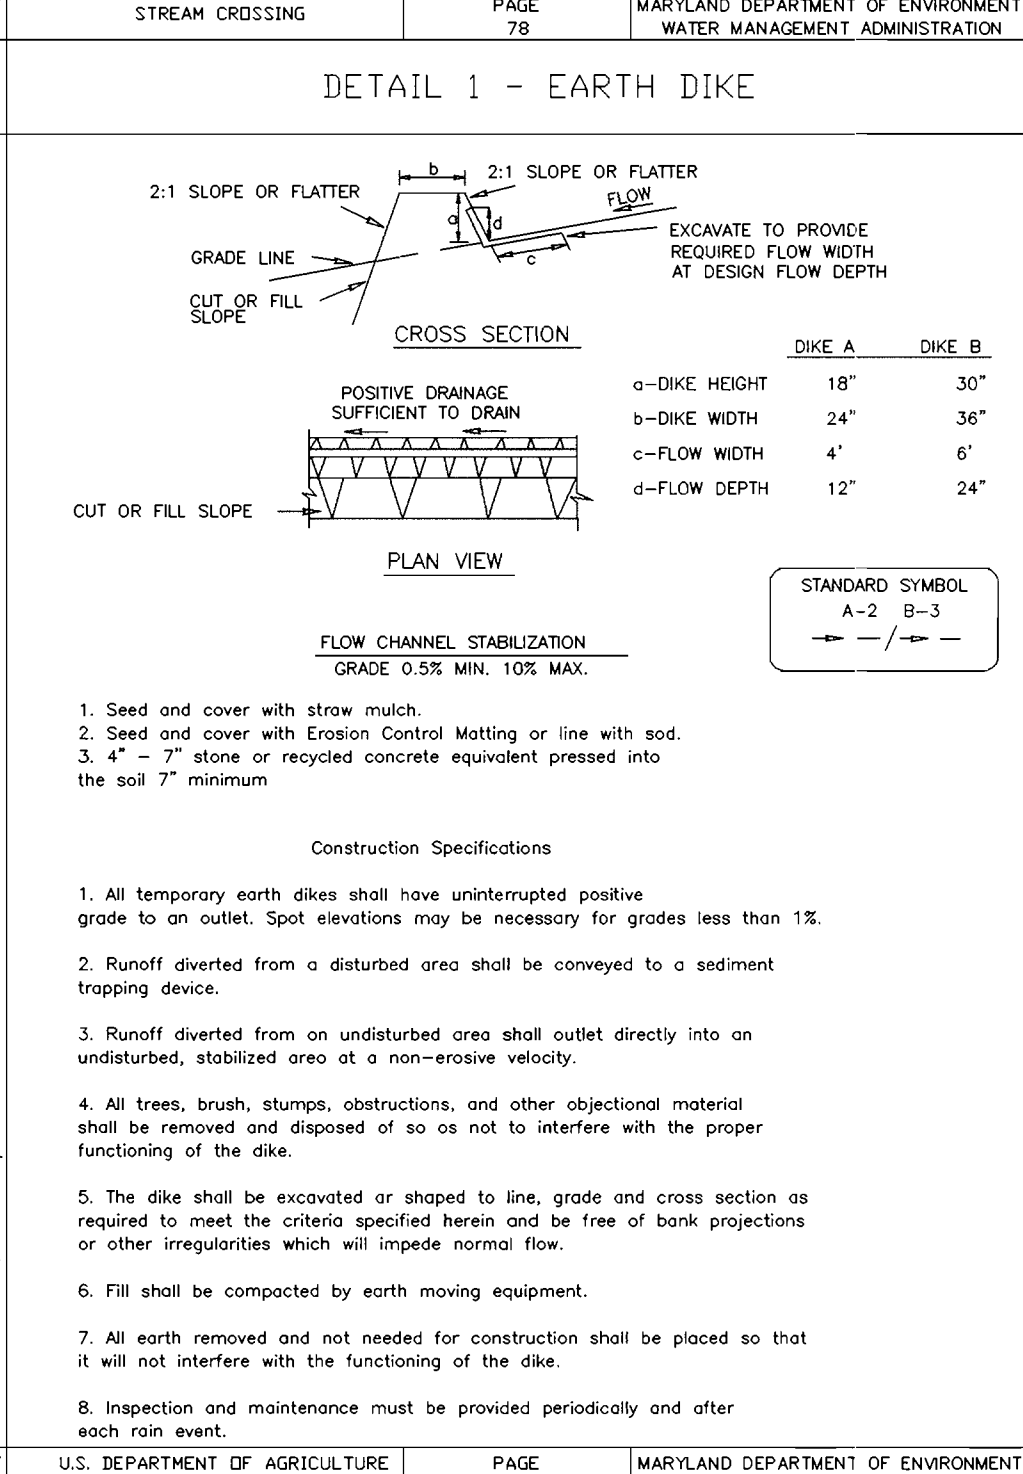 STREAM CROSSING
PAGE
78
MARYLAND DEPARTMENT OF ENVIRONMENT
WATER MANAGEMENT ADMINISTRATION
DETAIL 1 - EARTH DIKE
b
2:1 SLOPE OR FLATTER
2:1 SLOPE OR FLATTER
FLOW
a
d
EXCAVATE TO PROVIDE
REQUIRED FLOW WIDTH
AT DESIGN FLOW DEPTH
GRADE LINE
c
CUT OR FILL
SLOPE
CROSS SECTION
DIKE A DIKE B
a-DIKE HEIGHT 18" 30"
b-DIKE WIDTH 24" 36"
c-FLOW WIDTH 4' 6'
d-FLOW DEPTH 12" 24"
POSITIVE DRAINAGE
SUFFICIENT TO DRAIN
CUT OR FILL SLOPE
PLAN VIEW
STANDARD SYMBOL
A-2 B-3
FLOW CHANNEL STABILIZATION
GRADE 0.5% MIN. 10% MAX.
1. Seed and cover with straw mulch.
2. Seed and cover with Erosion Control Matting or line with sod.
3. 4" - 7" stone or recycled concrete equivalent pressed into
the soil 7" minimum
Construction Specifications
1. All temporary earth dikes shall have uninterrupted positive
grade to an outlet. Spot elevations may be necessary for grades less than 1%.
2. Runoff diverted from a disturbed area shall be conveyed to a sediment
trapping device.
3. Runoff diverted from an undisturbed area shall outlet directly into an
undisturbed, stabilized area at a non-erosive velocity.
4. All trees, brush, stumps, obstructions, and other objectional material
shall be removed and disposed of so as not to interfere with the proper
functioning of the dike.
5. The dike shall be excavated or shaped to line, grade and cross section as
required to meet the criteria specified herein and be free of bank projections
or other irregularities which will impede normal flow.
6. Fill shall be compacted by earth moving equipment.
7. All earth removed and not needed for construction shall be placed so that
it will not interfere with the functioning of the dike.
8. Inspection and maintenance must be provided periodically and after
each rain event.
U.S. DEPARTMENT OF AGRICULTURE
PAGE
MARYLAND DEPARTMENT OF ENVIRONMENT